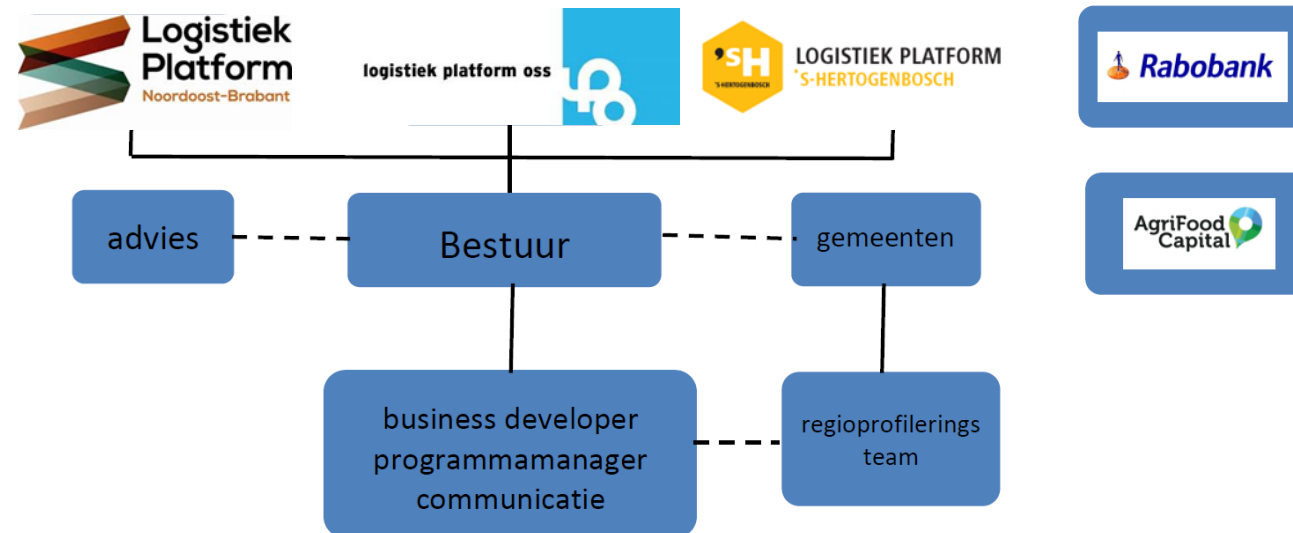 Logistiek
Platform
Noordoost-Brabant
logistiek platform oss
'SH
'S-HERTOGENBOSCH
LOGISTIEK PLATFORM
'S-HERTOGENBOSCH
Rabobank
AgriFood
Capital
advies
Bestuur
gemeenten
business developer
programmamanager
communicatie
regioprofilerings
team